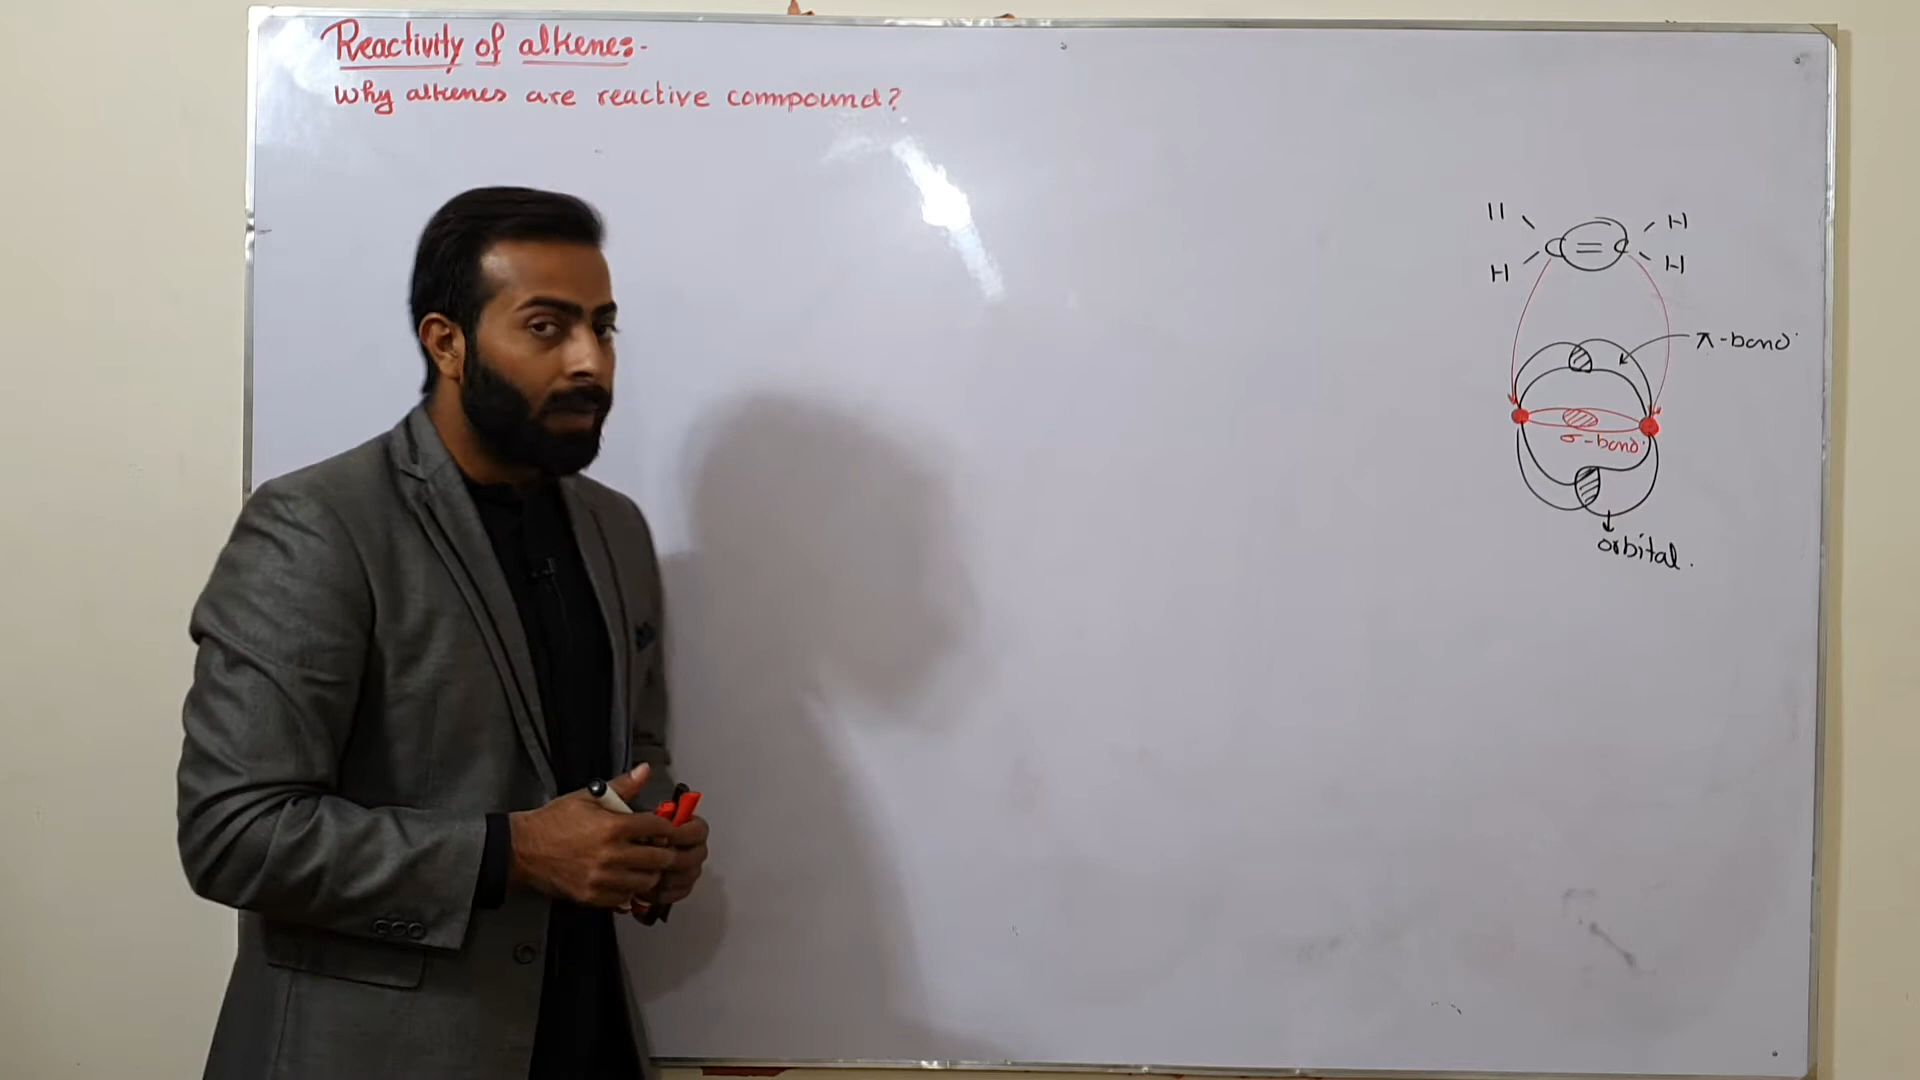 Reactivity of alkenes:-
Why alkenes are reactive compound?
H H
C = C
H H
π-bond
σ-bond
orbital.